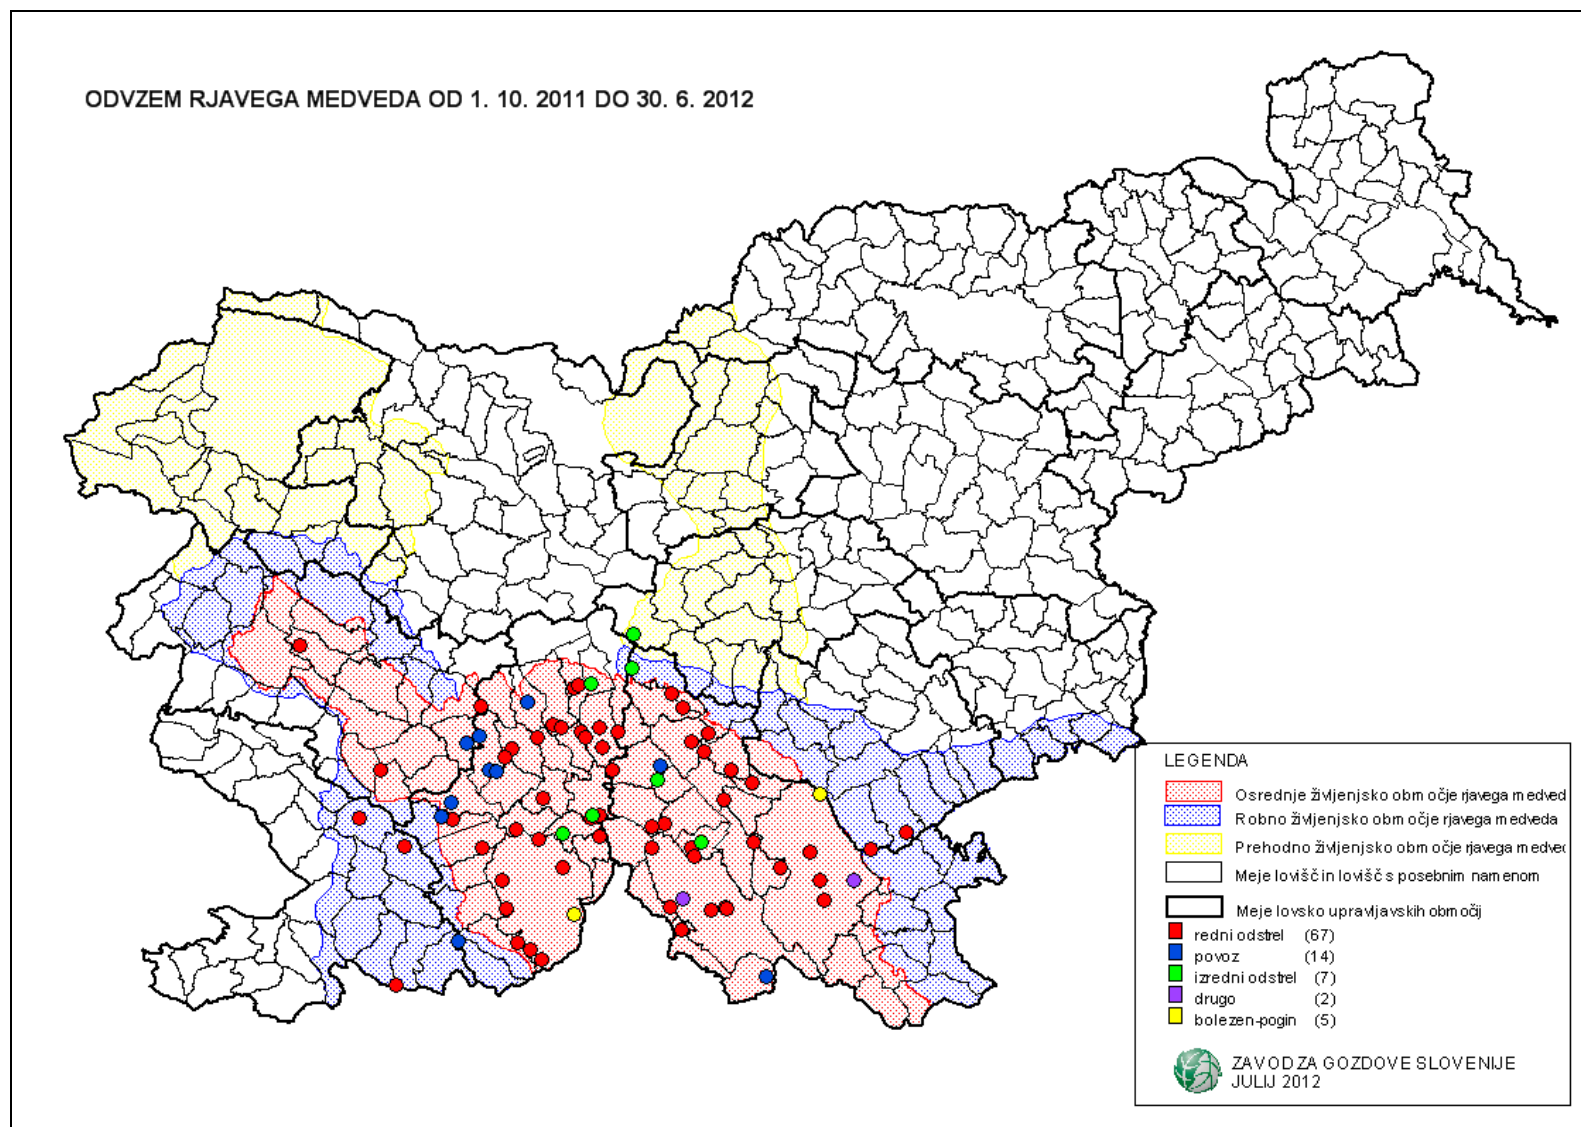 ODVZEM RJAVEGA MEDVEDA OD 1. 10. 2011 DO 30. 6. 2012
LEGENDA
Osrednje življenjsko območje rjavega medved
Robno življenjsko območje rjavega medveda
Prehodno življenjsko območje rjavega medved
Meje lovišč in lovišč s posebnim namenom
Meje lovsko upravljavskih območij
redni odstrel (67)
povoz (14)
izredni odstrel (7)
drugo (2)
bolezen-pogin (5)
ZAVOD ZA GOZDOVE SLOVENIJE
JULIJ 2012